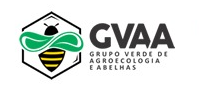 GVAA
GRUPO VERDE DE
AGROECOLOGIA
E ABELHAS